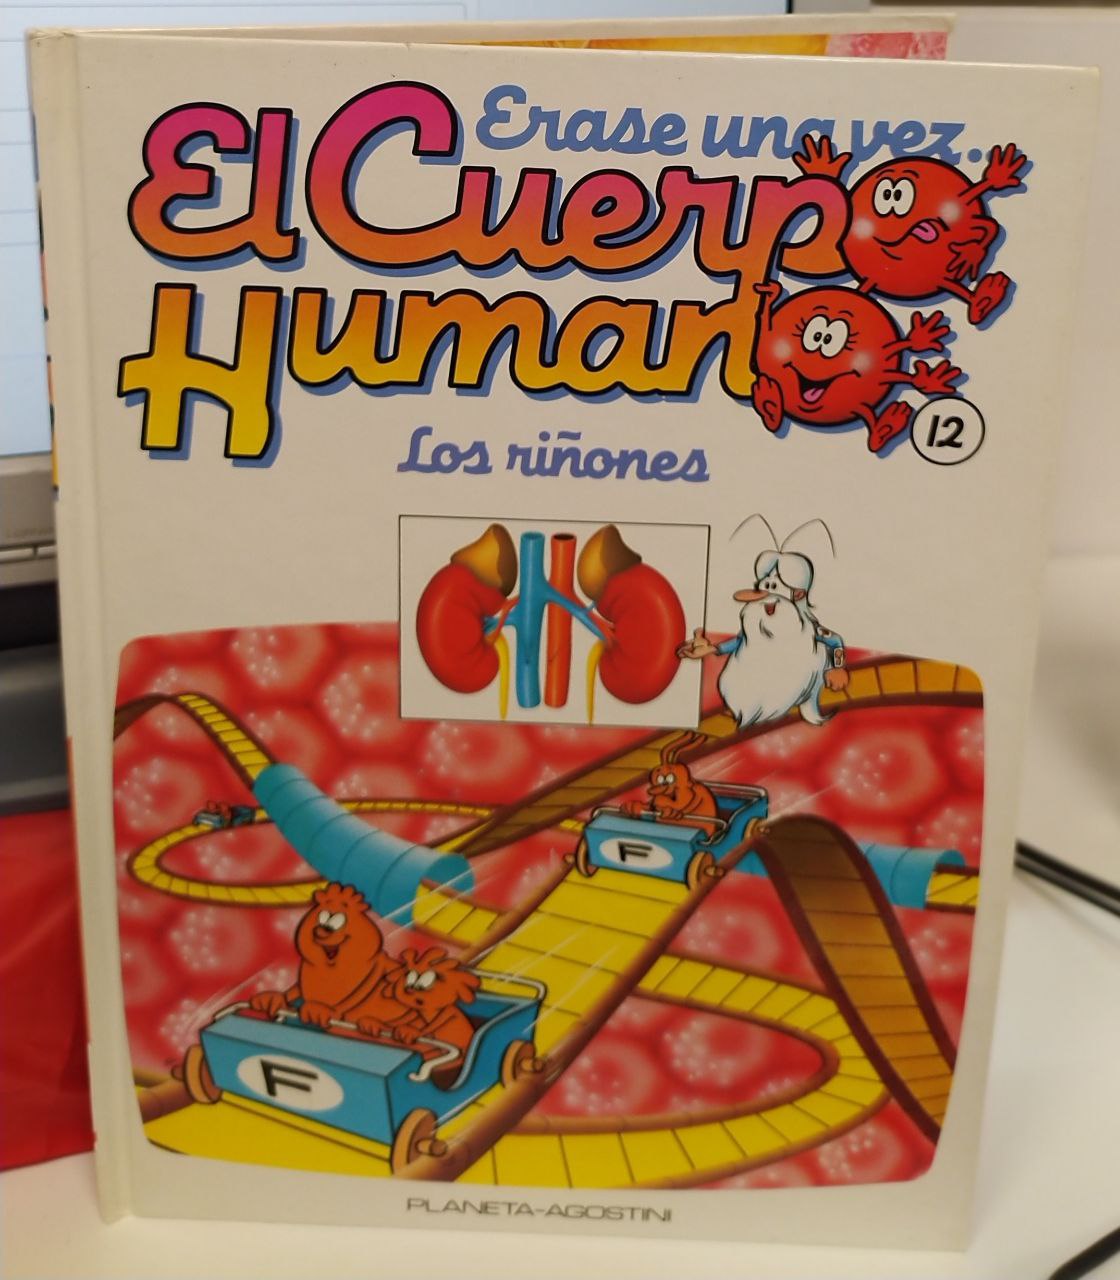 Erase una vez...
El Cuerpo
Humano
12
Los riñones
F
F
PLANETA-AGOSTINI